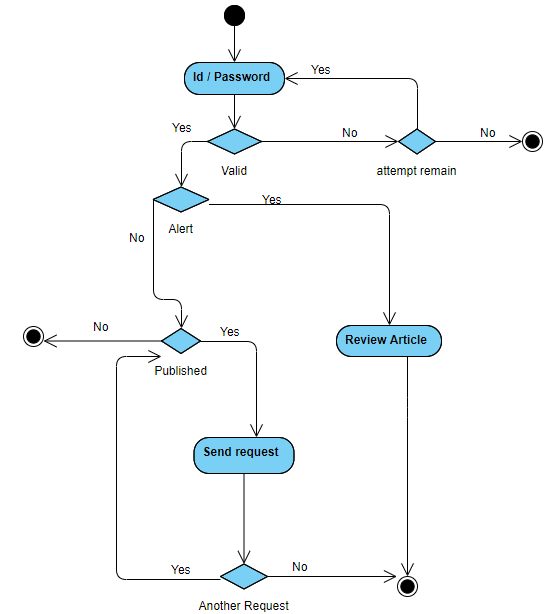 Yes
Id / Password
Yes
No
No
Valid
attempt remain
Yes
Alert
No
No
Yes
Published
Review Article
Send request
Yes
No
Another Request